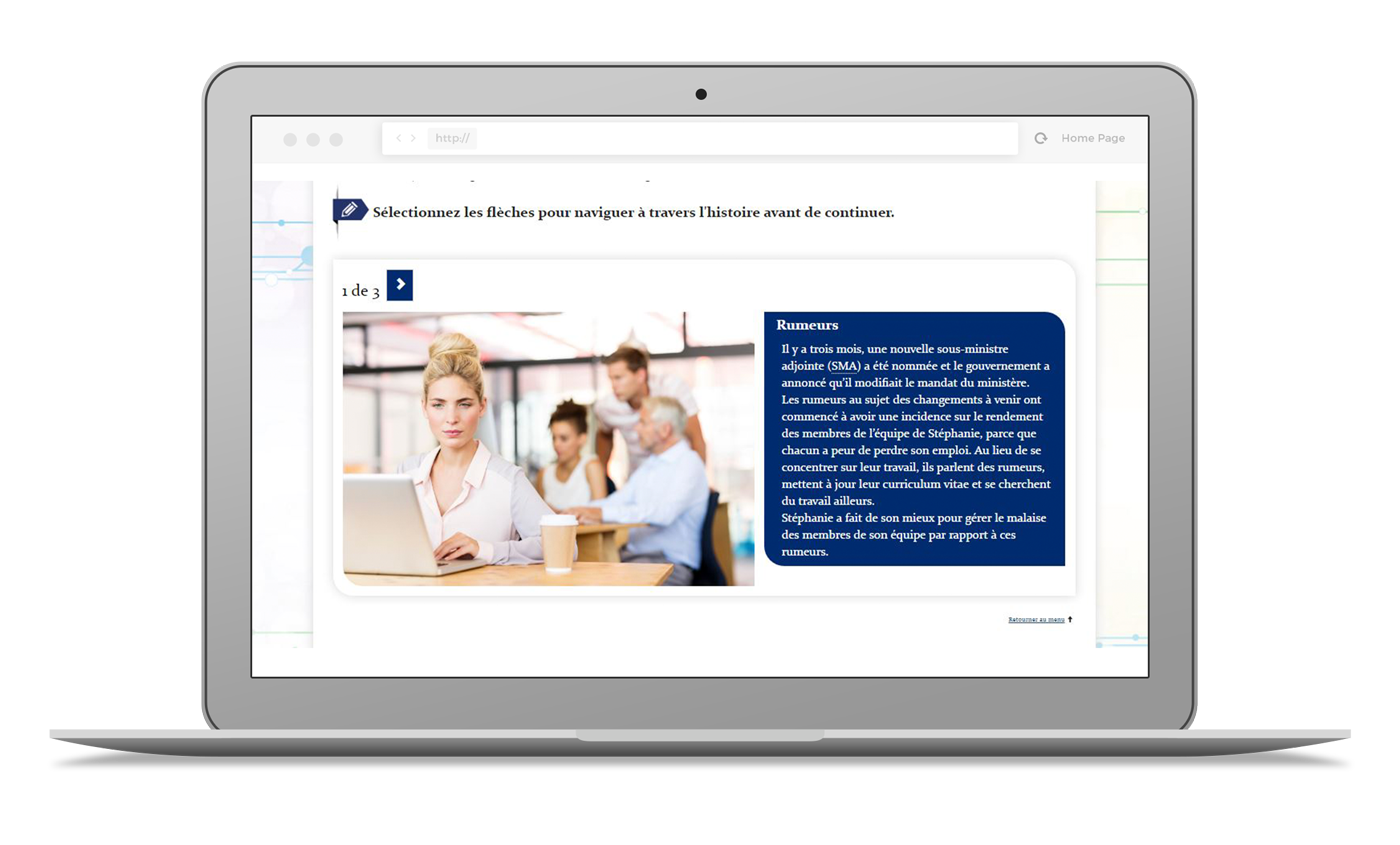 http://
Home Page
Sélectionnez les flèches pour naviguer à travers l'histoire avant de continuer.
1 de 3
Rumeurs
Il y a trois mois, une nouvelle sous-ministre
adjointe (SMA) a été nommée et le gouvernement a
annoncé qu'il modifiait le mandat du ministère.
Les rumeurs au sujet des changements à venir ont
commencé à avoir une incidence sur le rendement
des membres de l'équipe de Stéphanie, parce que
chacun a peur de perdre son emploi. Au lieu de se
concentrer sur leur travail, ils parlent des rumeurs,
mettent à jour leur curriculum vitae et se cherchent
du travail ailleurs.
Stéphanie a fait de son mieux pour gérer le malaise
des membres de son équipe par rapport à ces
rumeurs.
Retourner au menu